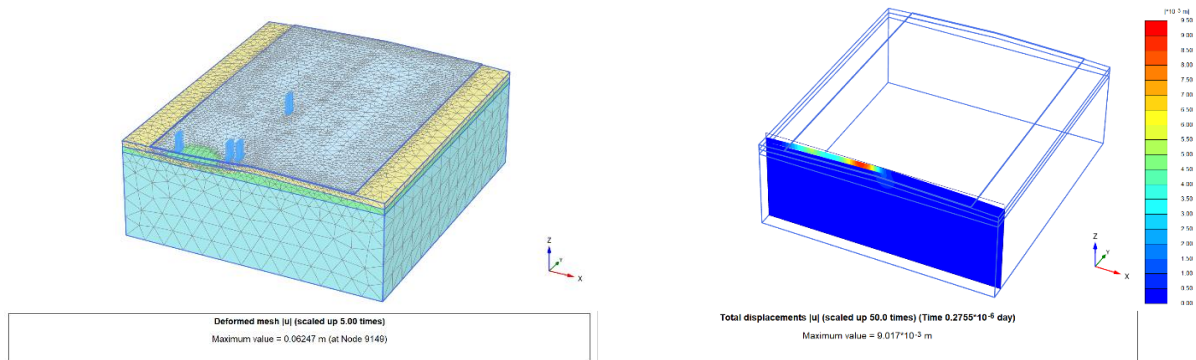 [*10⁻³ m]
9.50
9.00
8.50
8.00
7.50
7.00
6.50
6.00
5.50
5.00
4.50
4.00
3.50
3.00
2.50
2.00
1.50
1.00
0.50
0.00
Z
Y
X
Z
Y
X
Deformed mesh |u| (scaled up 5.00 times)
Maximum value = 0.06247 m (at Node 9149)
Total displacements |u| (scaled up 50.0 times) (Time 0.2755*10⁻⁶ day)
Maximum value = 9.017*10⁻³ m